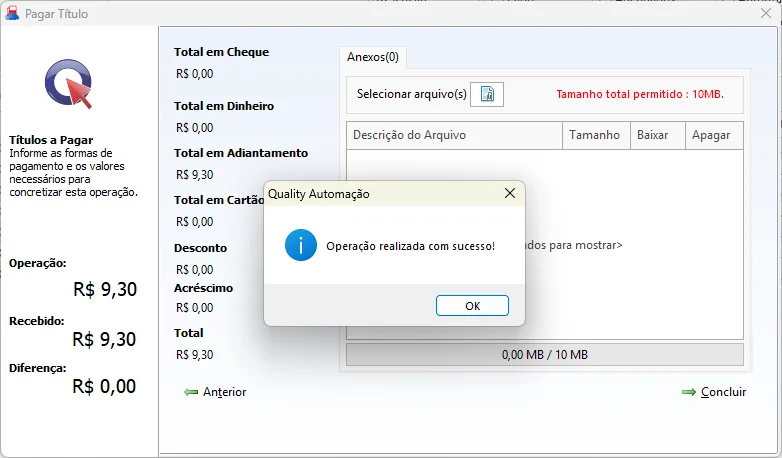 Pagar Título
Títulos a Pagar
Informe as formas de
pagamento e os valores
necessários para
concretizar esta operação.
Operação:
R$ 9,30
Recebido:
R$ 9,30
Diferença:
R$ 0,00
Total em Cheque
R$ 0,00
Total em Dinheiro
R$ 0,00
Total em Adiantamento
R$ 9,30
Total em Cartão
R$ 0,00
Desconto
R$ 0,00
Acréscimo
R$ 0,00
Total
R$ 9,30
Anexos(0)
Selecionar arquivo(s)
Tamanho total permitido : 10MB.
Descrição do Arquivo Tamanho Baixar Apagar
para mostrar>
0,00 MB / 10 MB
Quality Automação
Operação realizada com sucesso!
OK
Anterior
Concluir